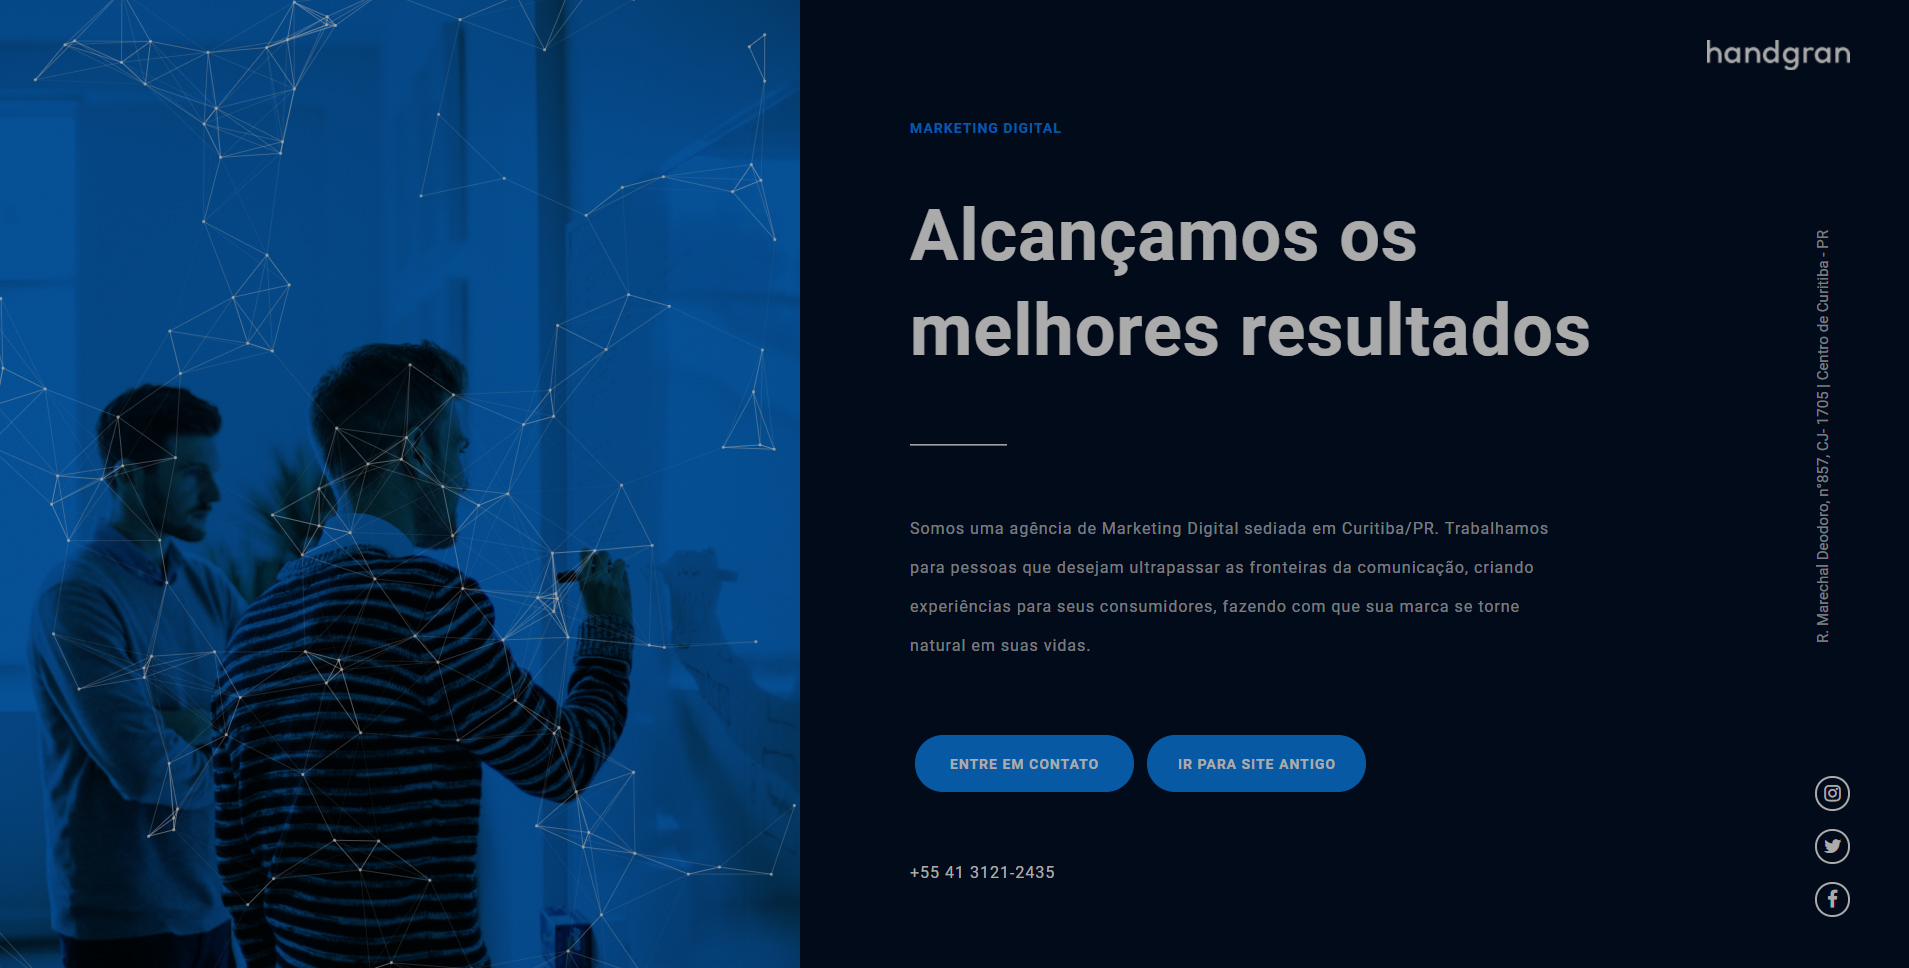 handgran
MARKETING DIGITAL
Alcançamos os
melhores resultados
Somos uma agência de Marketing Digital sediada em Curitiba/PR. Trabalhamos
para pessoas que desejam ultrapassar as fronteiras da comunicação, criando
experiências para seus consumidores, fazendo com que sua marca se torne
natural em suas vidas.
ENTRE EM CONTATO
IR PARA SITE ANTIGO
+55 41 3121-2435
R. Marechal Deodoro, n°857, CJ- 1705 | Centro de Curitiba - PR